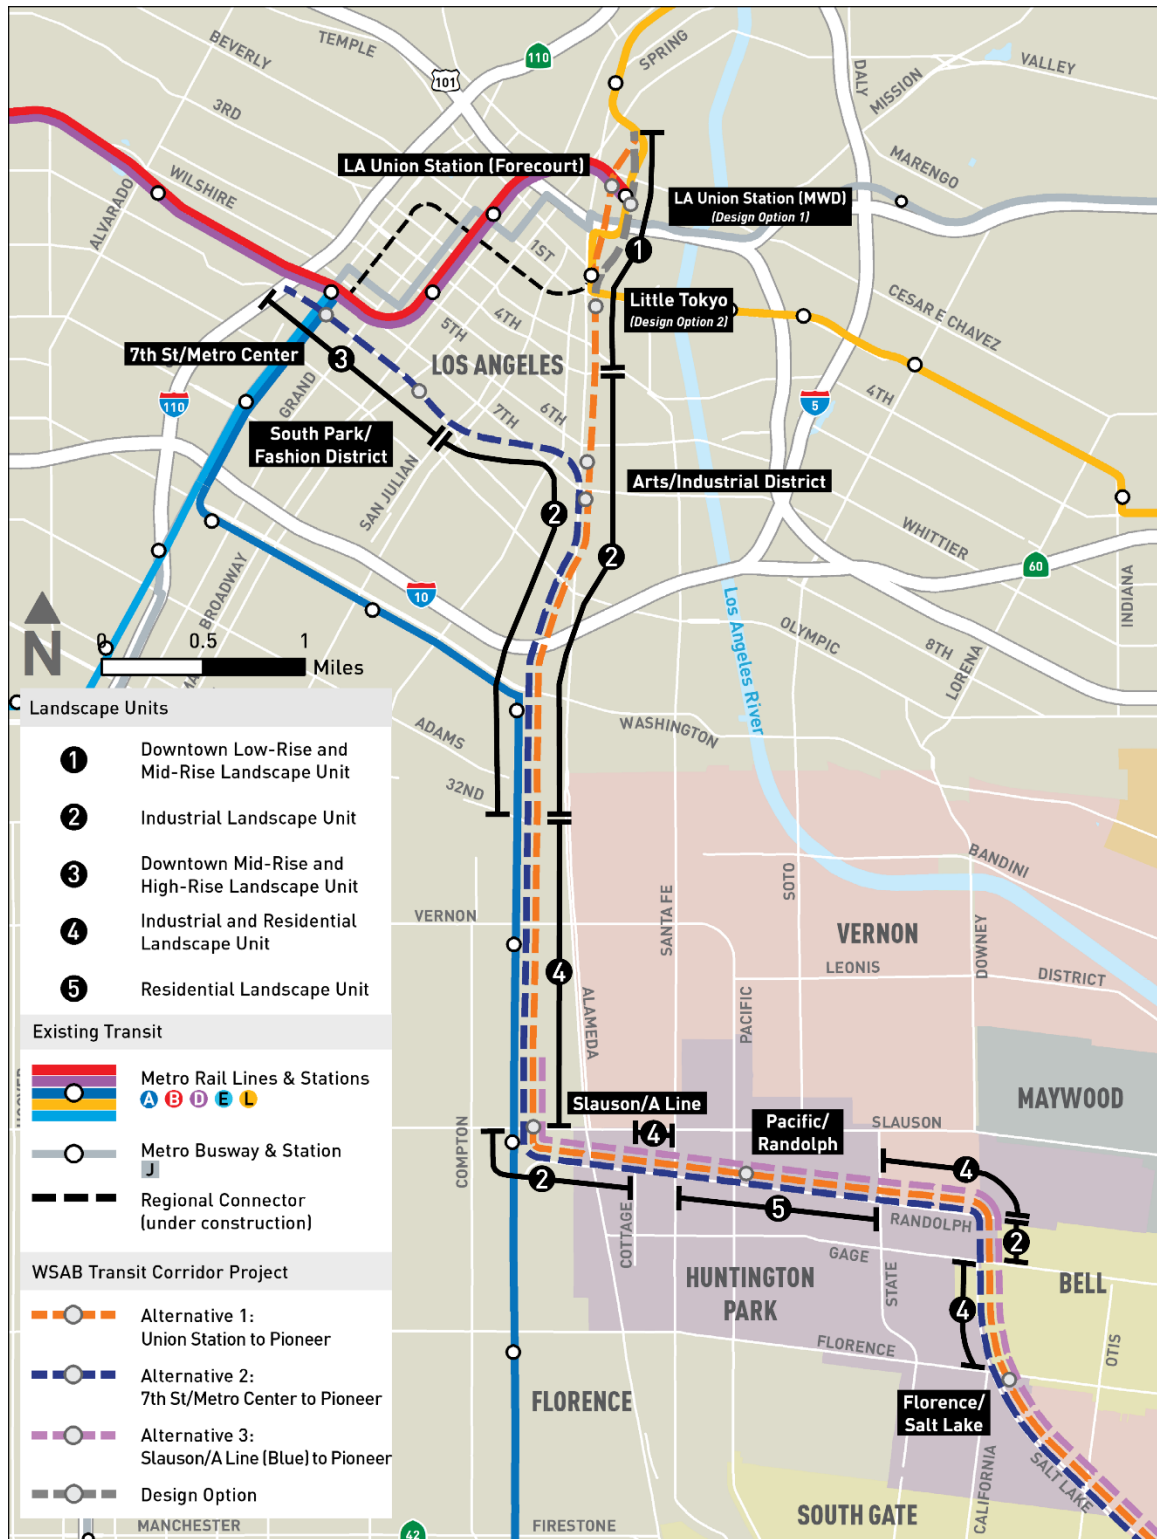 BEVERLY
TEMPLE
110
SPRING
101
DALY
MISSION
VALLEY
3RD
WILSHIRE
ALVARADO
LA Union Station (Forecourt)
MARENGO
LA Union Station (MWD)
(Design Option 1)
1ST
1
Little Tokyo
(Design Option 2)
CESAR E CHAVEZ
4TH
5TH
7th St/Metro Center
3
LOS ANGELES
4TH
110
GRAND
5
7TH
6TH
South Park/
Fashion District
SAN JULIAN
Arts/Industrial District
2
2
WHITTIER
60
BROADWAY
10
Los Angeles River
OLYMPIC
8TH
LORENA
INDIANA
N
0
0.5
1
Miles
MA
ADAMS
WASHINGTON
32ND
Landscape Units
1
Downtown Low-Rise and
Mid-Rise Landscape Unit
2
Industrial Landscape Unit
3
Downtown Mid-Rise and
High-Rise Landscape Unit
4
Industrial and Residential
Landscape Unit
5
Residential Landscape Unit
Existing Transit
Metro Rail Lines & Stations
A B D E L
Metro Busway & Station
J
Regional Connector
(under construction)
WSAB Transit Corridor Project
Alternative 1:
Union Station to Pioneer
Alternative 2:
7th St/Metro Center to Pioneer
Alternative 3:
Slauson/A Line (Blue) to Pioneer
Design Option
BANDINI
SOTO
SANTA FE
VERNON
VERNON
DOWNEY
LEONIS
DISTRICT
4
ALAMEDA
PACIFIC
MAYWOOD
Slauson/A Line
4
Pacific/
Randolph
SLAUSON
COMPTON
2
4
5
RANDOLPH
2
COTTAGE
GAGE
HUNTINGTON
PARK
STATE
BELL
4
OTIS
FLORENCE
FLORENCE
Florence/
Salt Lake
CALIFORNIA
SALT LAKE
SOUTH GATE
MANCHESTER
42
FIRESTONE